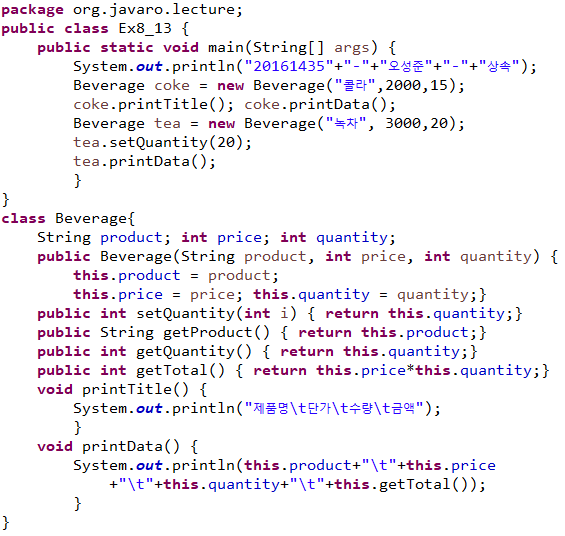 package org.javaro.lecture;
public class Ex8_13 {
    public static void main(String[] args) {
        System.out.println("20161435"+"-"+"오성준"+"-"+"상속");
        Beverage coke = new Beverage("콜라",2000,15);
        coke.printTitle(); coke.printData();
        Beverage tea = new Beverage("녹차", 3000,20);
        tea.setQuantity(20);
        tea.printData();
        }
}
class Beverage{
    String product; int price; int quantity;
    public Beverage(String product, int price, int quantity) {
        this.product = product;
        this.price = price; this.quantity = quantity;}
    public int setQuantity(int i) { return this.quantity;}
    public String getProduct() { return this.product;}
    public int getQuantity() { return this.quantity;}
    public int getTotal() { return this.price*this.quantity;}
    void printTitle() {
        System.out.println("제품명\t단가\t수량\t금액");
        }
    void printData() {
        System.out.println(this.product+"\t"+this.price
            +"\t"+this.quantity+"\t"+this.getTotal());
        }
}